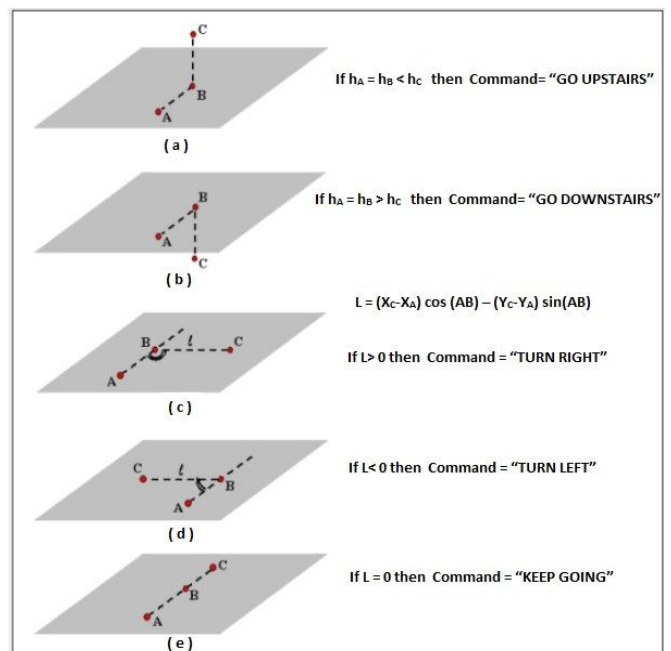 C
B
A
( a )
If hA = hB < hC then Command= “GO UPSTAIRS”
B
A
C
( b )
If hA = hB > hC then Command= “GO DOWNSTAIRS”
L = (XC-XA) cos (AB) – (YC-YA) sin(AB)
B
ℓ
C
A
( c )
If L> 0 then Command = “TURN RIGHT”
C
ℓ
B
A
( d )
If L< 0 then Command = “TURN LEFT”
C
B
A
( e )
If L = 0 then Command = “KEEP GOING”